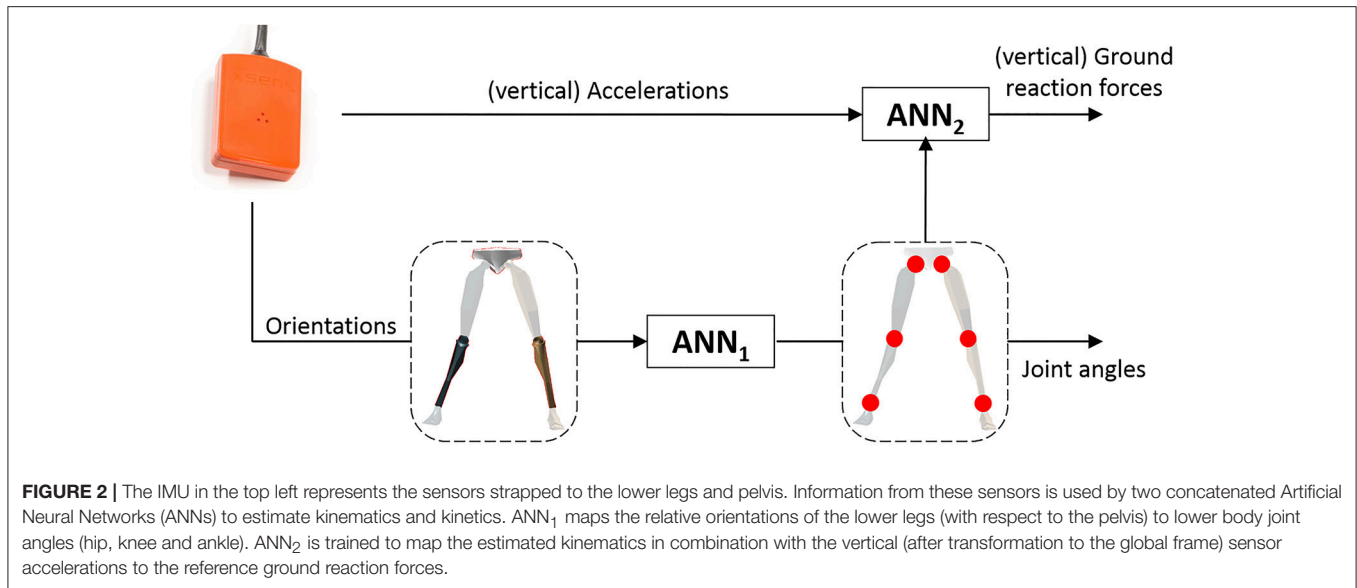 xsens
(vertical) Accelerations
ANN2
(vertical) Ground
reaction forces
Orientations
ANN1
Joint angles
FIGURE 2 | The IMU in the top left represents the sensors strapped to the lower legs and pelvis. Information from these sensors is used by two concatenated Artificial
Neural Networks (ANNs) to estimate kinematics and kinetics. ANN1 maps the relative orientations of the lower legs (with respect to the pelvis) to lower body joint
angles (hip, knee and ankle). ANN2 is trained to map the estimated kinematics in combination with the vertical (after transformation to the global frame) sensor
accelerations to the reference ground reaction forces.